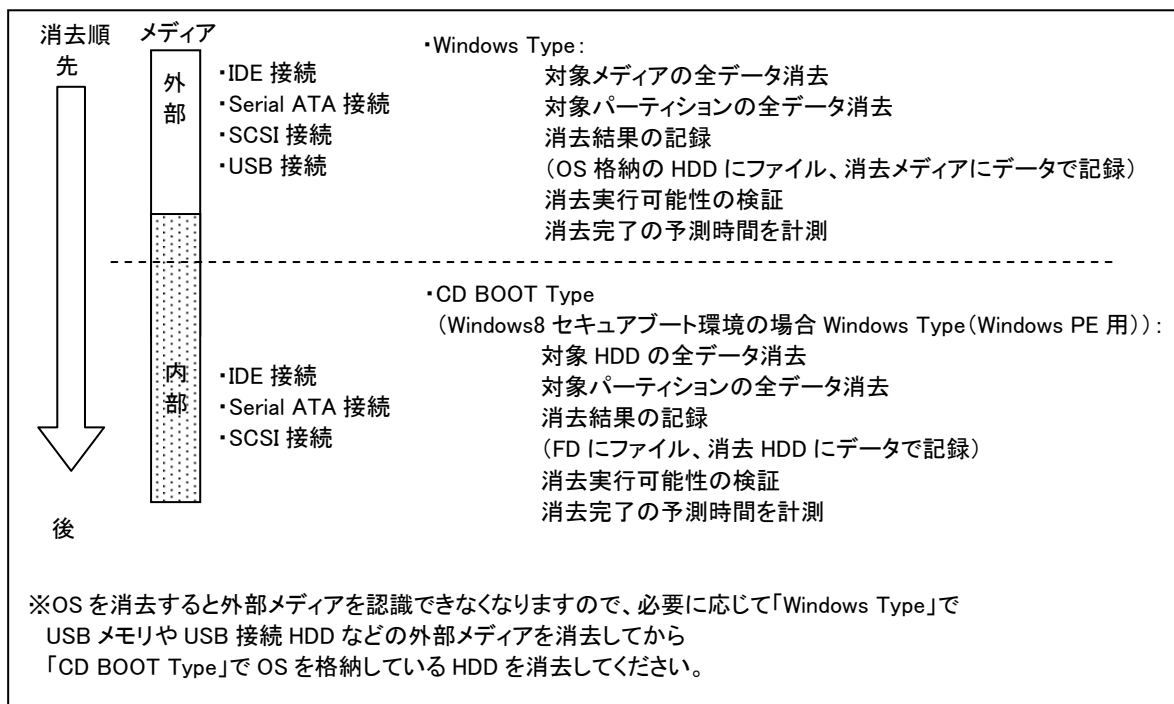 消去順 メディア
先
外部
・IDE 接続
・Serial ATA 接続
・SCSI 接続
・USB 接続
・Windows Type:
対象メディアの全データ消去
対象パーティションの全データ消去
消去結果の記録
(OS 格納の HDD にファイル、消去メディアにデータで記録)
消去実行可能性の検証
消去完了の予測時間を計測
内部
・IDE 接続
・Serial ATA 接続
・SCSI 接続
・CD BOOT Type
(Windows8 セキュアブート環境の場合 Windows Type(Windows PE 用)):
対象 HDD の全データ消去
対象パーティションの全データ消去
消去結果の記録
(FD にファイル、消去 HDD にデータで記録)
消去実行可能性の検証
消去完了の予測時間を計測
後
※OS を消去すると外部メディアを認識できなくなりますので、必要に応じて「Windows Type」で
USB メモリや USB 接続 HDD などの外部メディアを消去してから
「CD BOOT Type」で OS を格納している HDD を消去してください。